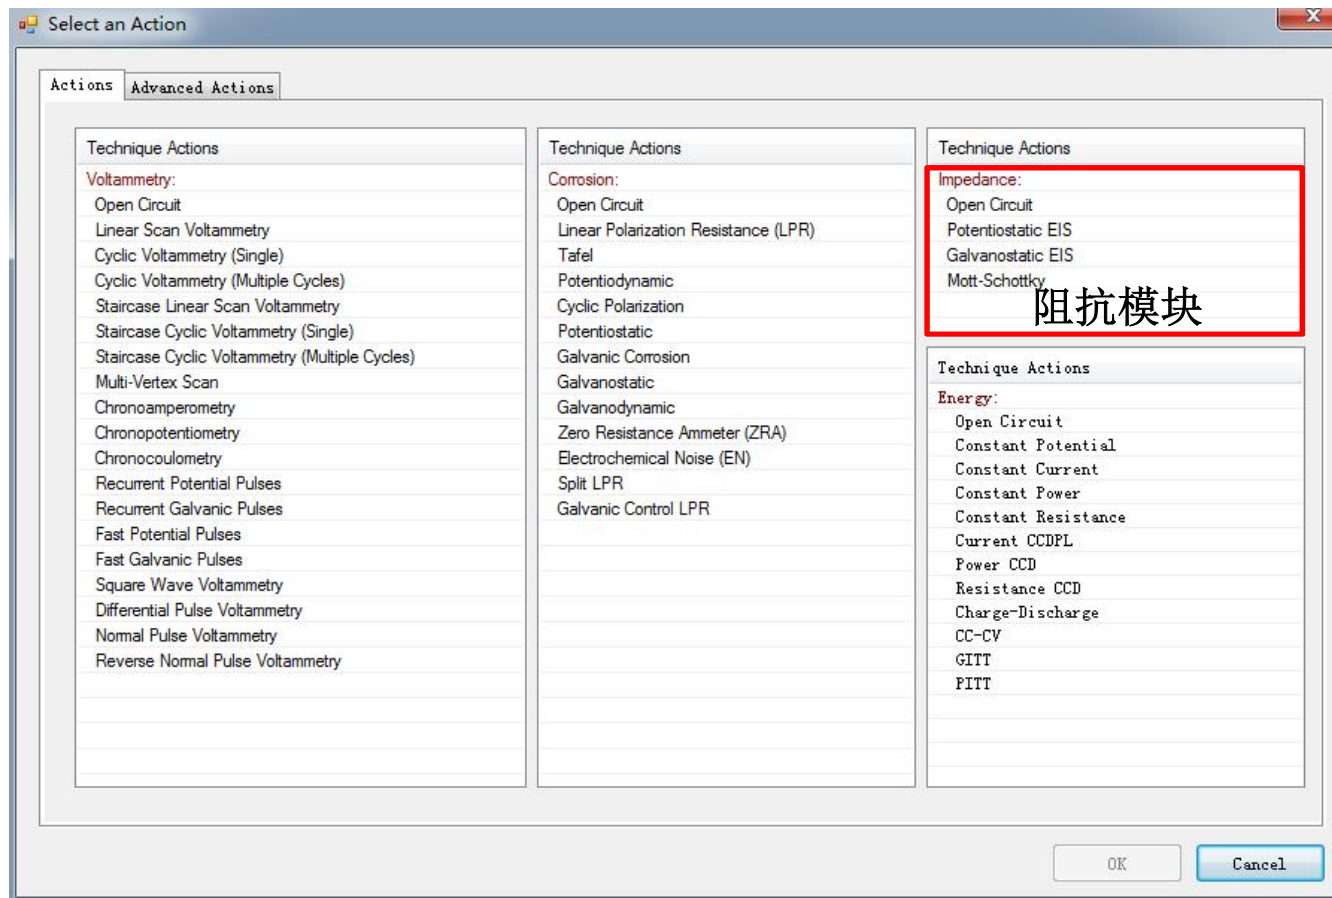 Select an Action
Actions
Advanced Actions
Technique Actions
Voltammetry:
Open Circuit
Linear Scan Voltammetry
Cyclic Voltammetry (Single)
Cyclic Voltammetry (Multiple Cycles)
Staircase Linear Scan Voltammetry
Staircase Cyclic Voltammetry (Single)
Staircase Cyclic Voltammetry (Multiple Cycles)
Multi-Vertex Scan
Chronoamperometry
Chronopotentiometry
Chronocoulometry
Recurrent Potential Pulses
Recurrent Galvanic Pulses
Fast Potential Pulses
Fast Galvanic Pulses
Square Wave Voltammetry
Differential Pulse Voltammetry
Normal Pulse Voltammetry
Reverse Normal Pulse Voltammetry
Technique Actions
Corrosion:
Open Circuit
Linear Polarization Resistance (LPR)
Tafel
Potentiodynamic
Cyclic Polarization
Potentiostatic
Galvanic Corrosion
Galvanostatic
Galvanodynamic
Zero Resistance Ammeter (ZRA)
Electrochemical Noise (EN)
Split LPR
Galvanic Control LPR
Technique Actions
Impedance:
Open Circuit
Potentiostatic EIS
Galvanostatic EIS
Mott-Schottky
阻抗模块
Technique Actions
Energy:
Open Circuit
Constant Potential
Constant Current
Constant Power
Constant Resistance
Current CCDPL
Power CCD
Resistance CCD
Charge-Discharge
CC-CV
GITT
PITT
OK
Cancel